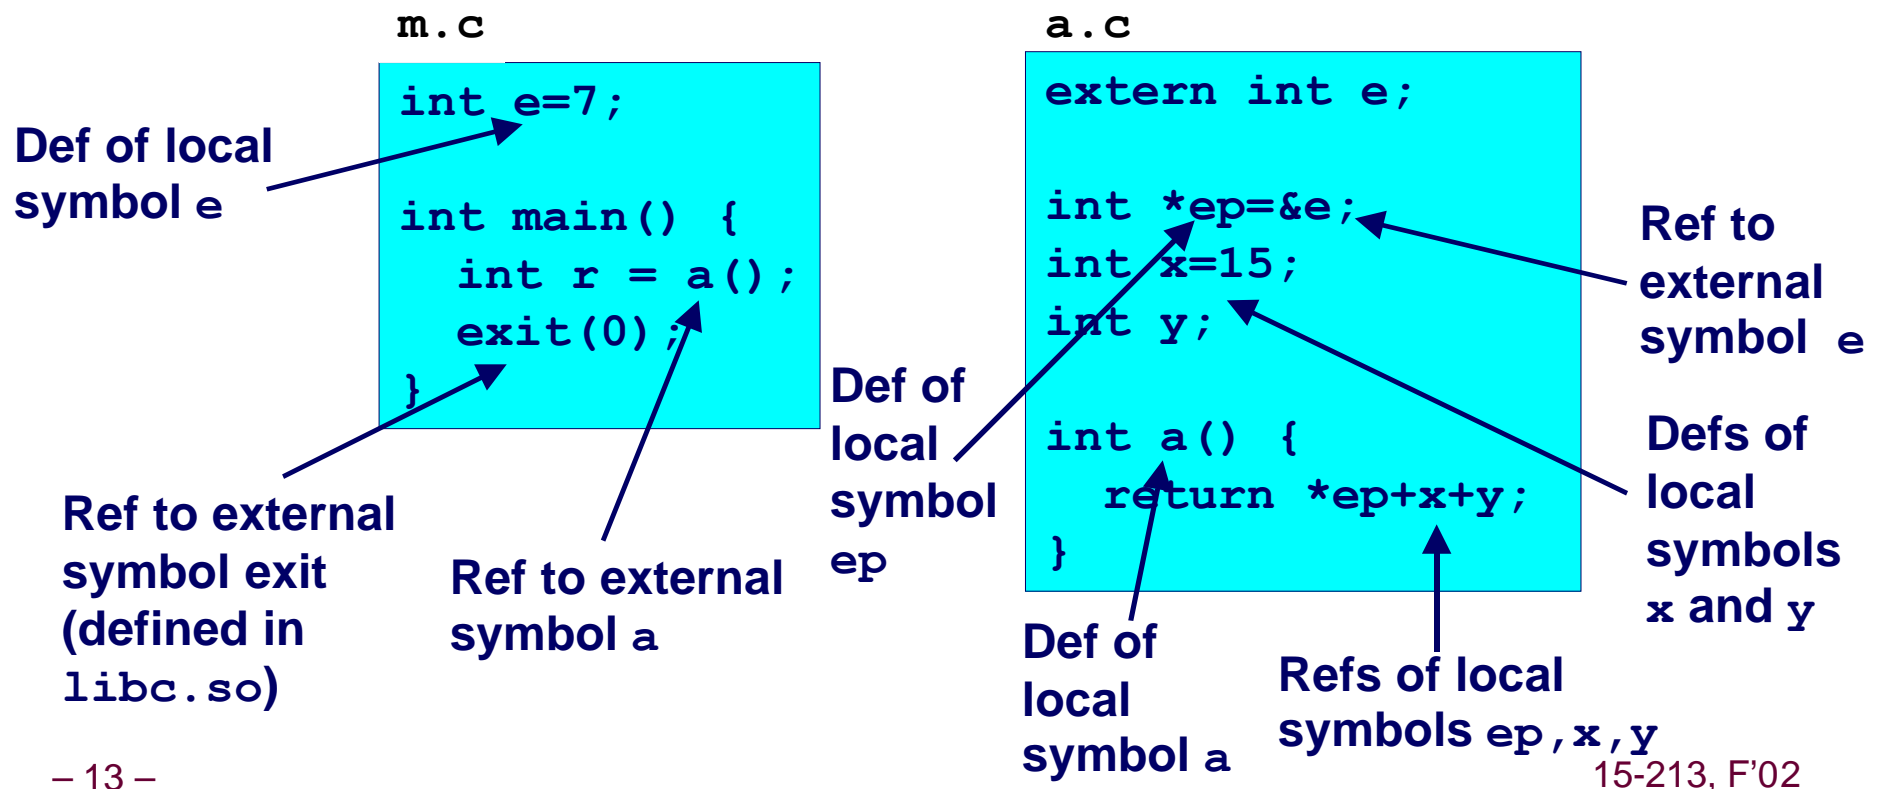 m.c
int e=7;
int main() {
int r = a();
exit(0);
}
Def of local
symbol e
Ref to external
symbol exit
(defined in
libc.so)
Ref to external
symbol a
a.c
extern int e;
int *ep=&e;
int x=15;
int y;
int a() {
return *ep+x+y;
}
Def of
local
symbol
ep
Ref to
external
symbol e
Defs of
local
symbols
x and y
Def of
local
symbol a
Refs of local
symbols ep,x,y
– 13 –
15-213, F’02